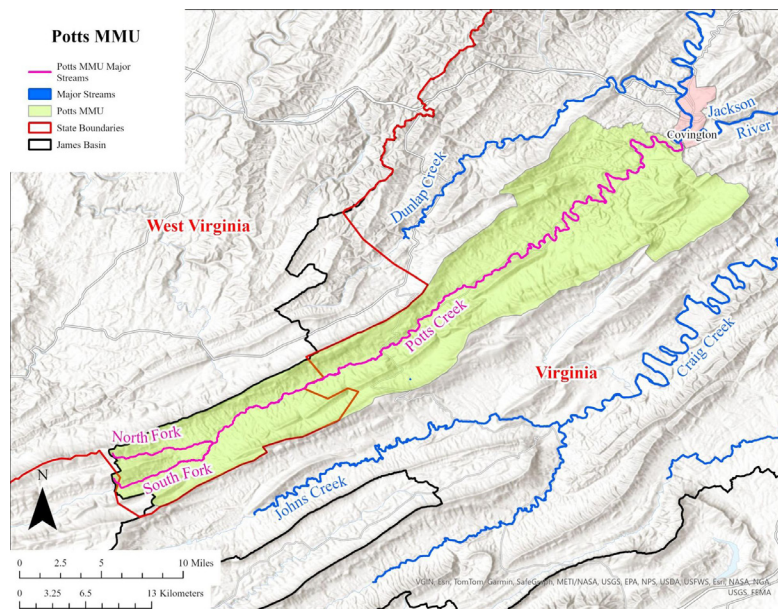 Potts MMU
Potts MMU Major
Streams
Major Streams
Potts MMU
State Boundaries
James Basin
Jackson
River
Covington
Dunlap Creek
West Virginia
Potts Creek
Craig Creek
Virginia
North Fork
South Fork
Johns Creek
N
0 2.5 5 10 Miles
0 3.25 6.5 13 Kilometers
VGIN, Esri, TomTom, Garmin, SafeGraph, METI/NASA, USGS, EPA, NPS, USDA, USFWS, Esri, NASA, NGA,
USGS, FEMA